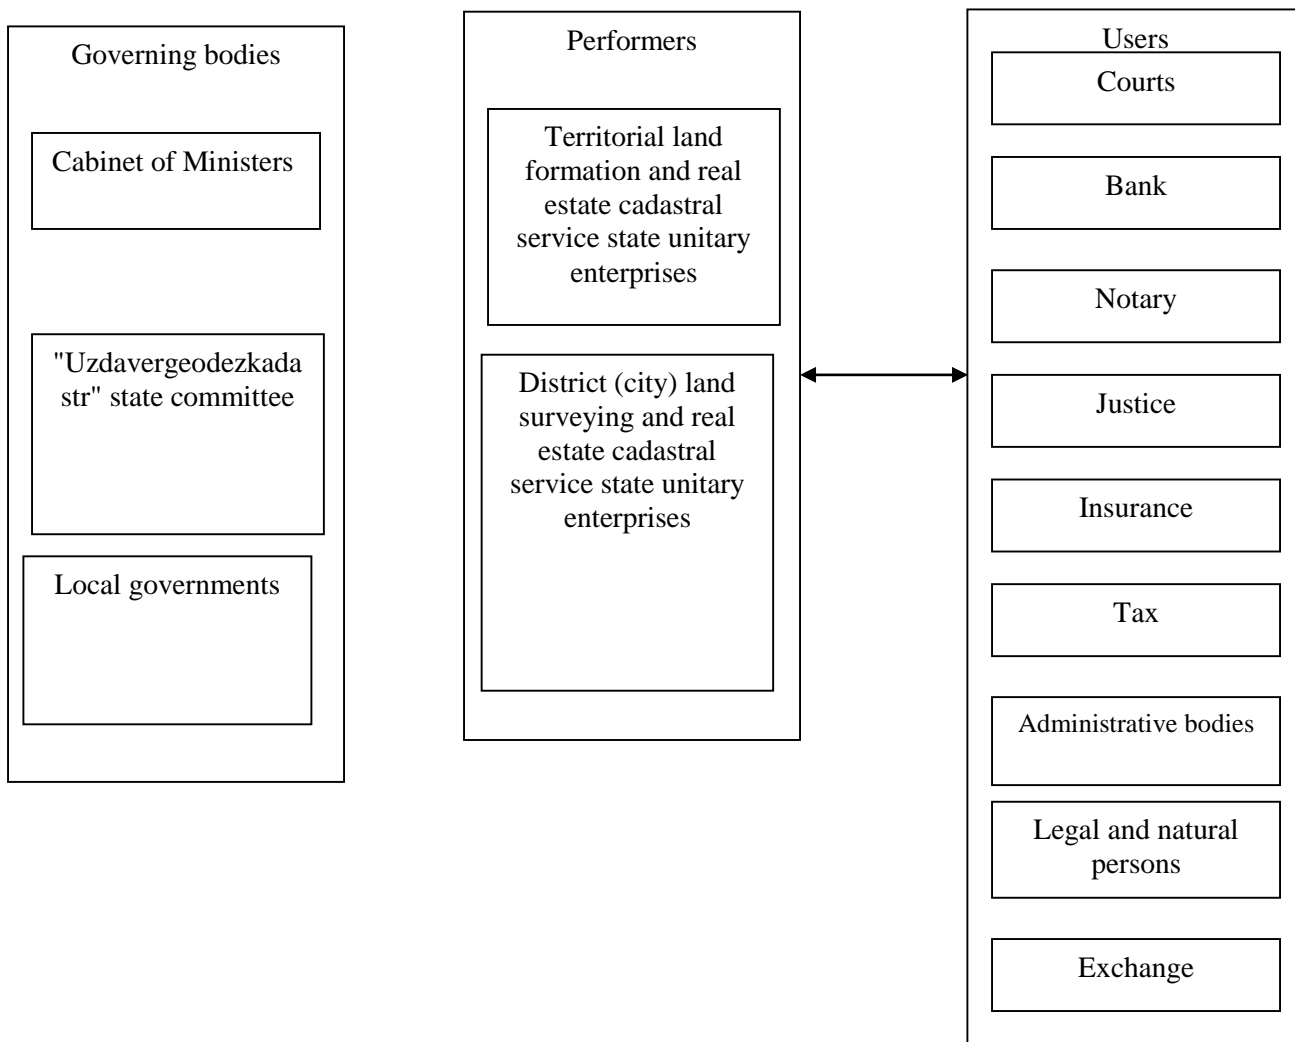 Governing bodies
Cabinet of Ministers
"Uzdavergeodezkada
str" state committee
Local governments
Performers
Territorial land
formation and real
estate cadastral
service state unitary
enterprises
District (city) land
surveying and real
estate cadastral
service state unitary
enterprises
Users
Courts
Bank
Notary
Justice
Insurance
Tax
Administrative bodies
Legal and natural
persons
Exchange